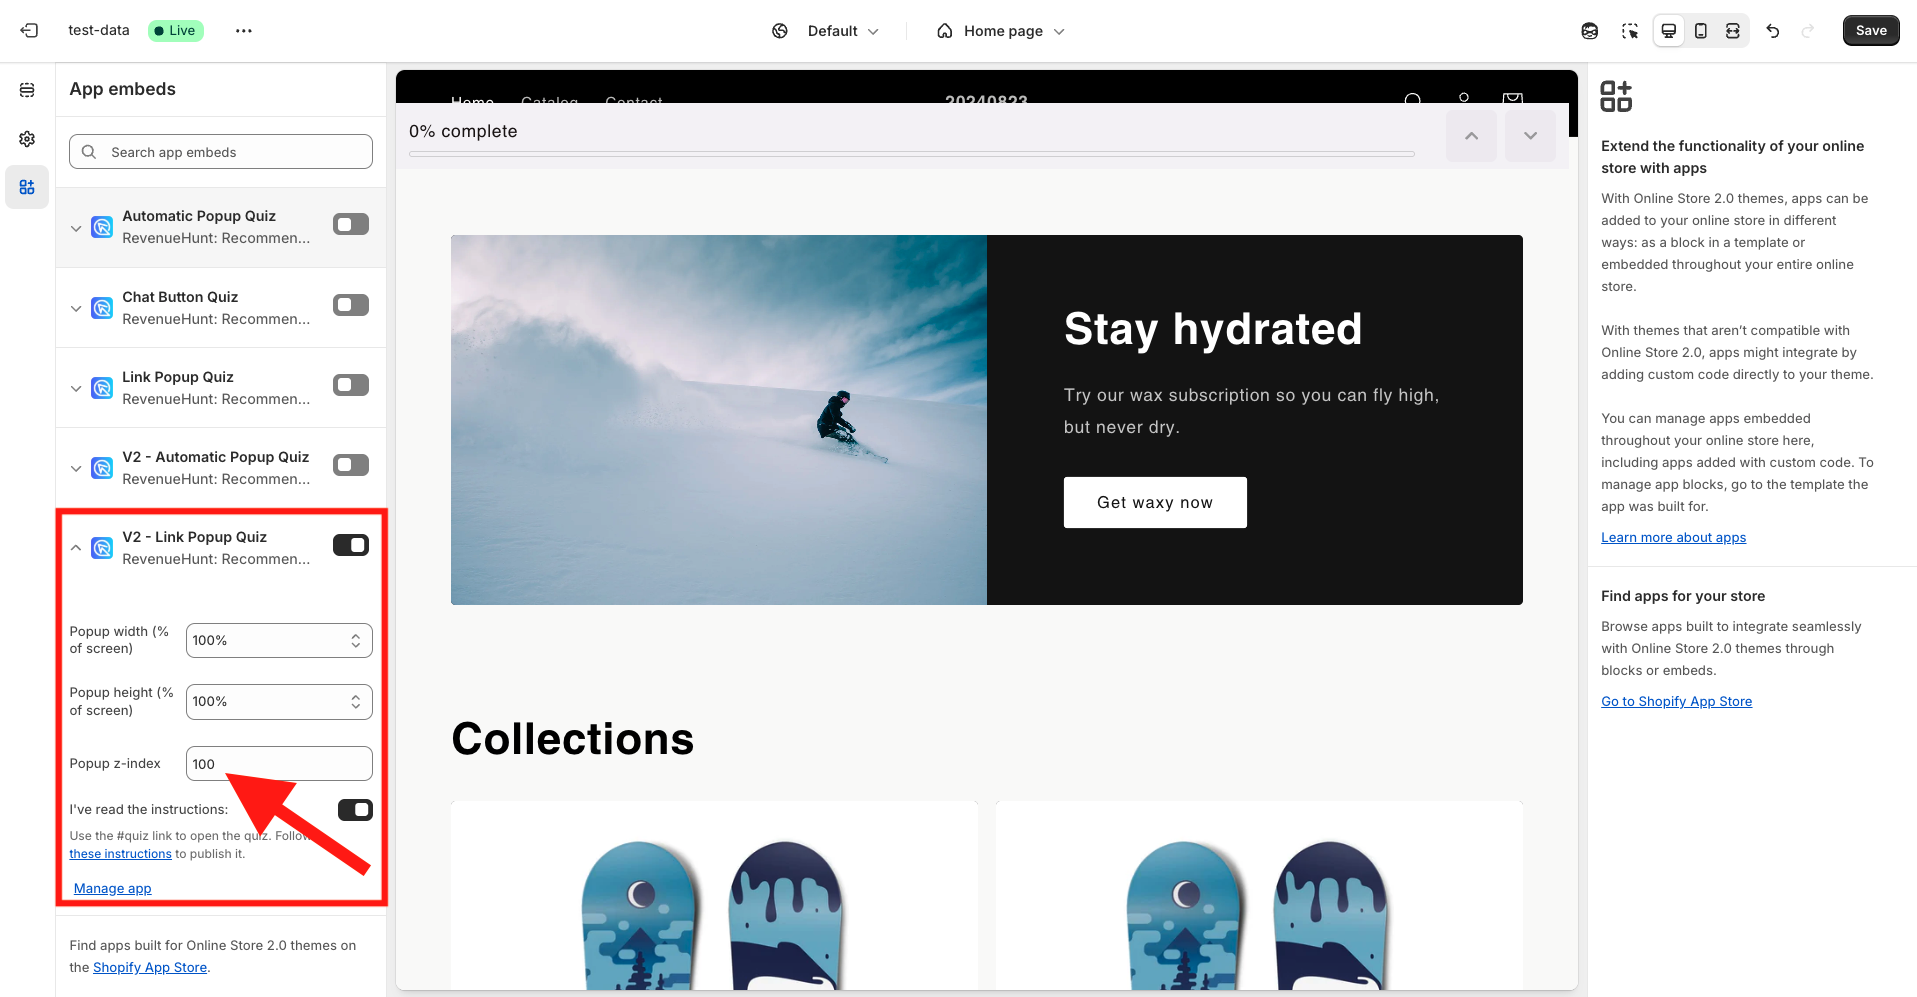 test-data
Live
Default
Home page
Save
App embeds
Search app embeds
Automatic Popup Quiz
RevenueHunt: Recommen...
Chat Button Quiz
RevenueHunt: Recommen...
Link Popup Quiz
RevenueHunt: Recommen...
V2 - Automatic Popup Quiz
RevenueHunt: Recommen...
V2 - Link Popup Quiz
RevenueHunt: Recommen...
Popup width (%
of screen)
100%
Popup height (%
of screen)
100%
Popup z-index
100
I've read the instructions:
Use the #quiz link to open the quiz. Follow
these instructions to publish it.
Manage app
Find apps built for Online Store 2.0 themes on
the Shopify App Store.
Home Catalog Contact
20240823
0% complete
Stay hydrated
Try our wax subscription so you can fly high,
but never dry.
Get waxy now
Collections
Extend the functionality of your online
store with apps
With Online Store 2.0 themes, apps can be
added to your online store in different
ways: as a block in a template or
embedded throughout your entire online
store.
With themes that aren't compatible with
Online Store 2.0, apps might integrate by
adding custom code directly to your theme.
You can manage apps embedded
throughout your online store here,
including apps added with custom code. To
manage app blocks, go to the template the
app was built for.
Learn more about apps
Find apps for your store
Browse apps built to integrate seamlessly
with Online Store 2.0 themes through
blocks or embeds.
Go to Shopify App Store